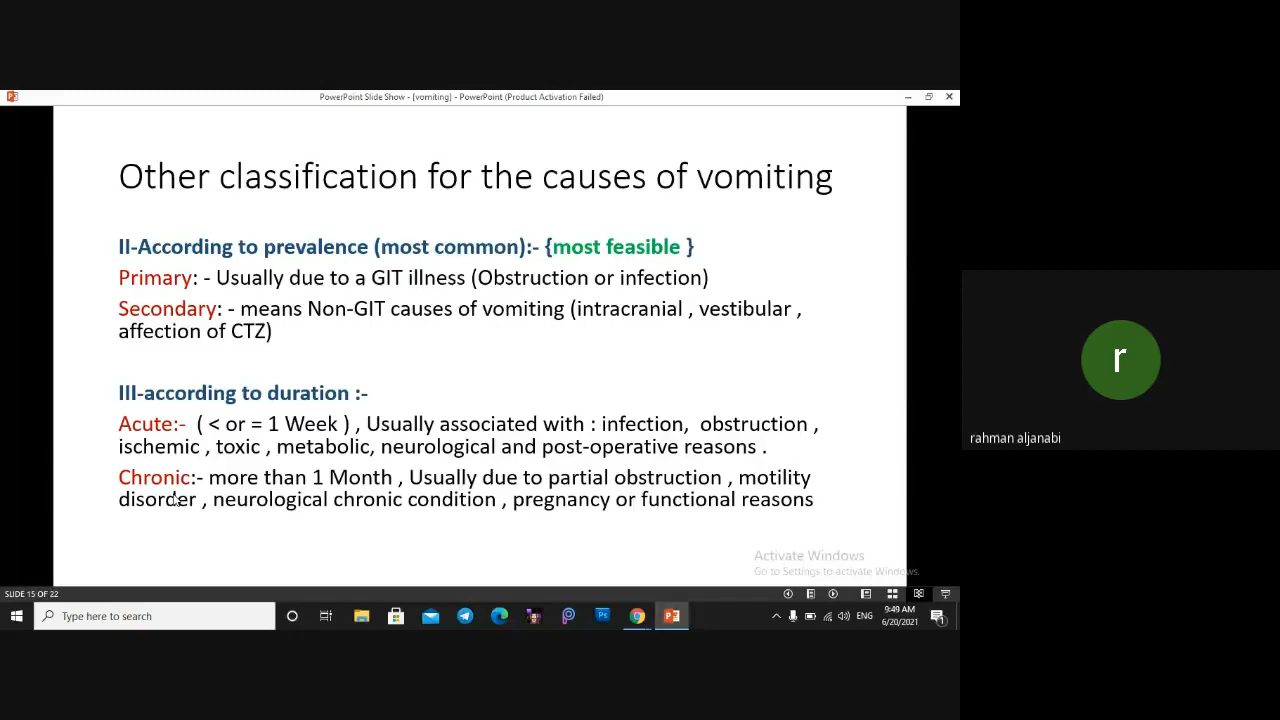 PowerPoint Slide Show - [vomiting] - PowerPoint (Product Activation Failed)
Other classification for the causes of vomiting
II-According to prevalence (most common):- {most feasible }
Primary: - Usually due to a GIT illness (Obstruction or infection)
Secondary: - means Non-GIT causes of vomiting (intracranial , vestibular ,
affection of CTZ)
III-according to duration :-
Acute:- ( < or = 1 Week ) , Usually associated with : infection, obstruction ,
ischemic , toxic , metabolic, neurological and post-operative reasons .
Chronic:- more than 1 Month , Usually due to partial obstruction , motility
disorder , neurological chronic condition , pregnancy or functional reasons
Activate Windows
Go to Settings to activate Windows.
SLIDE 15 OF 22
Type here to search
Ps
ENG
9:49 AM
6/20/2021
1
r
rahman aljanabi